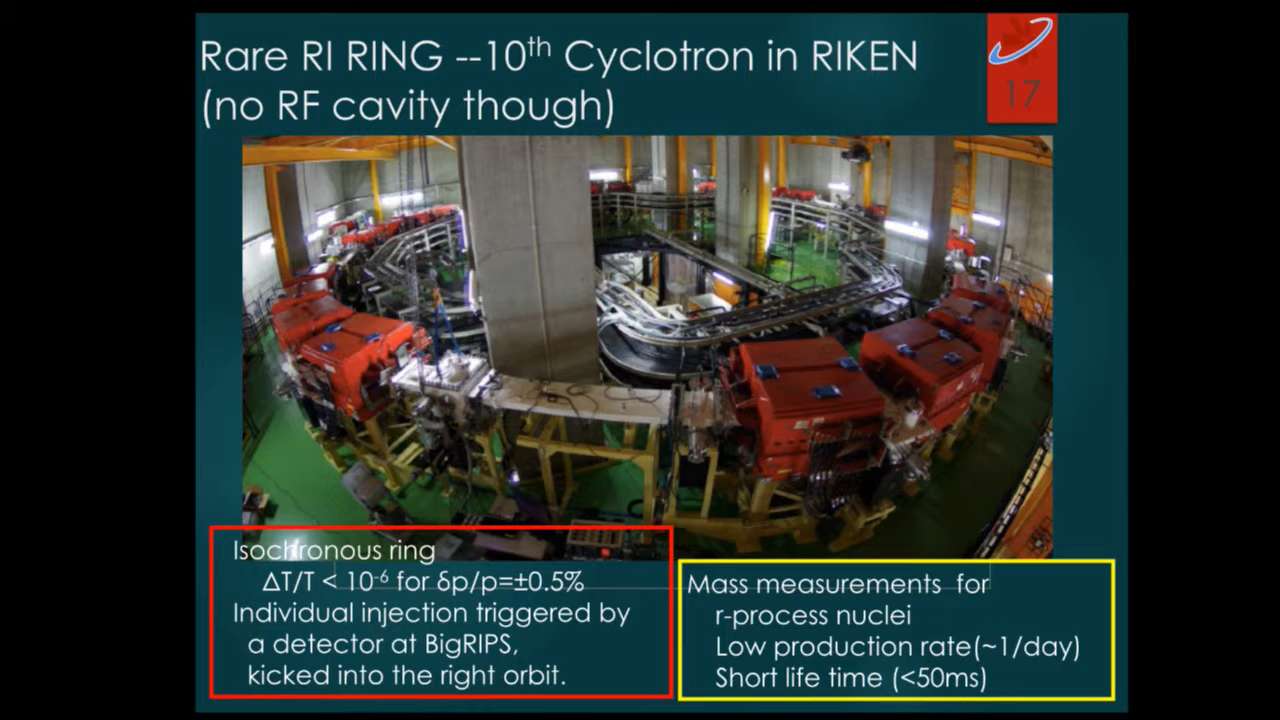 Rare RI RING --10th Cyclotron in RIKEN
(no RF cavity though)
17
Isochronous ring
ΔT/T < 10-6 for δp/p=±0.5%
Individual injection triggered by
a detector at BigRIPS,
kicked into the right orbit.
Mass measurements for
r-process nuclei
Low production rate(~1/day)
Short life time (<50ms)